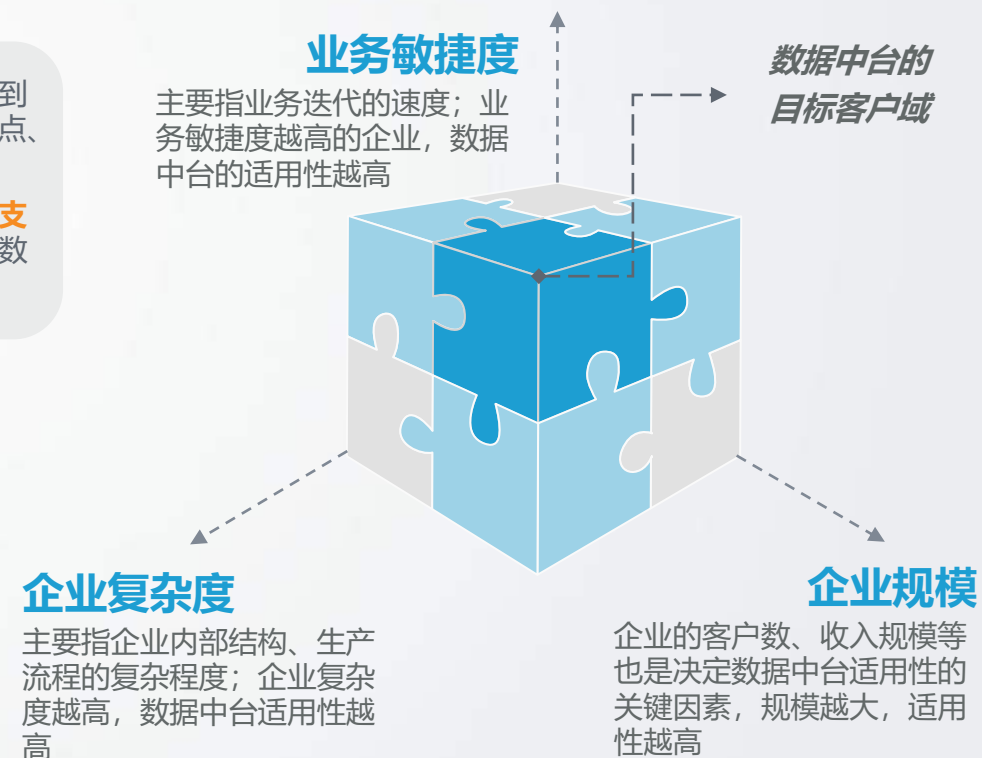 到
点、
支
数
业务敏捷度
主要指业务迭代的速度；业
务敏捷度越高的企业，数据
中台的适用性越高
数据中台的
目标客户域
企业复杂度
主要指企业内部结构、生产
流程的复杂程度；企业复杂
度越高，数据中台适用性越
高
企业规模
企业的客户数、收入规模等
也是决定数据中台适用性的
关键因素，规模越大，适用
性越高